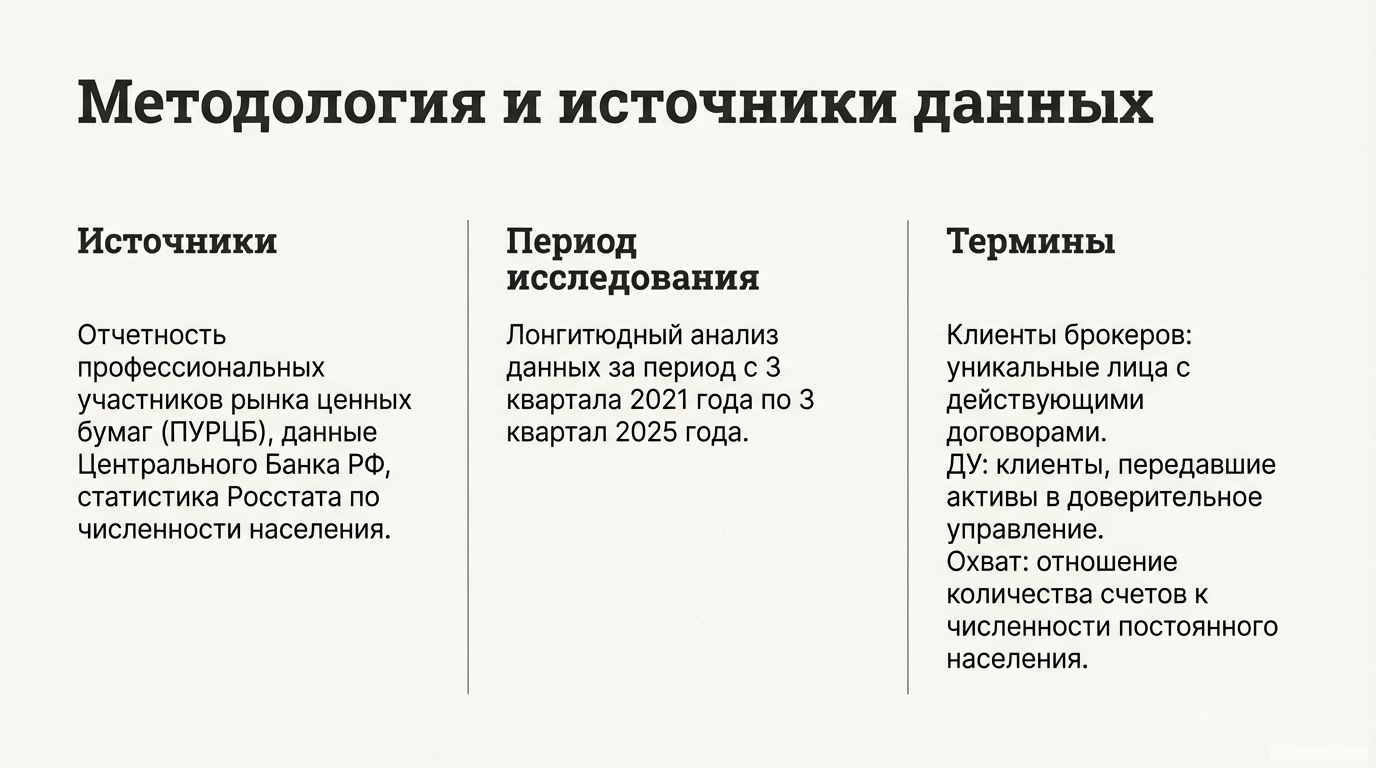 Методология и источники данных
Источники
Отчетность
профессиональных
участников рынка ценных
бумаг (ПУРЦБ), данные
Центрального Банка РФ,
статистика Росстата по
численности населения.
Период
исследования
Лонгитюдный анализ
данных за период с 3
квартала 2021 года по 3
квартал 2025 года.
Термины
Клиенты брокеров:
уникальные лица с
действующими
договорами.
ДУ: клиенты, передавшие
активы в доверительное
управление.
Охват: отношение
количества счетов к
численности постоянного
населения.